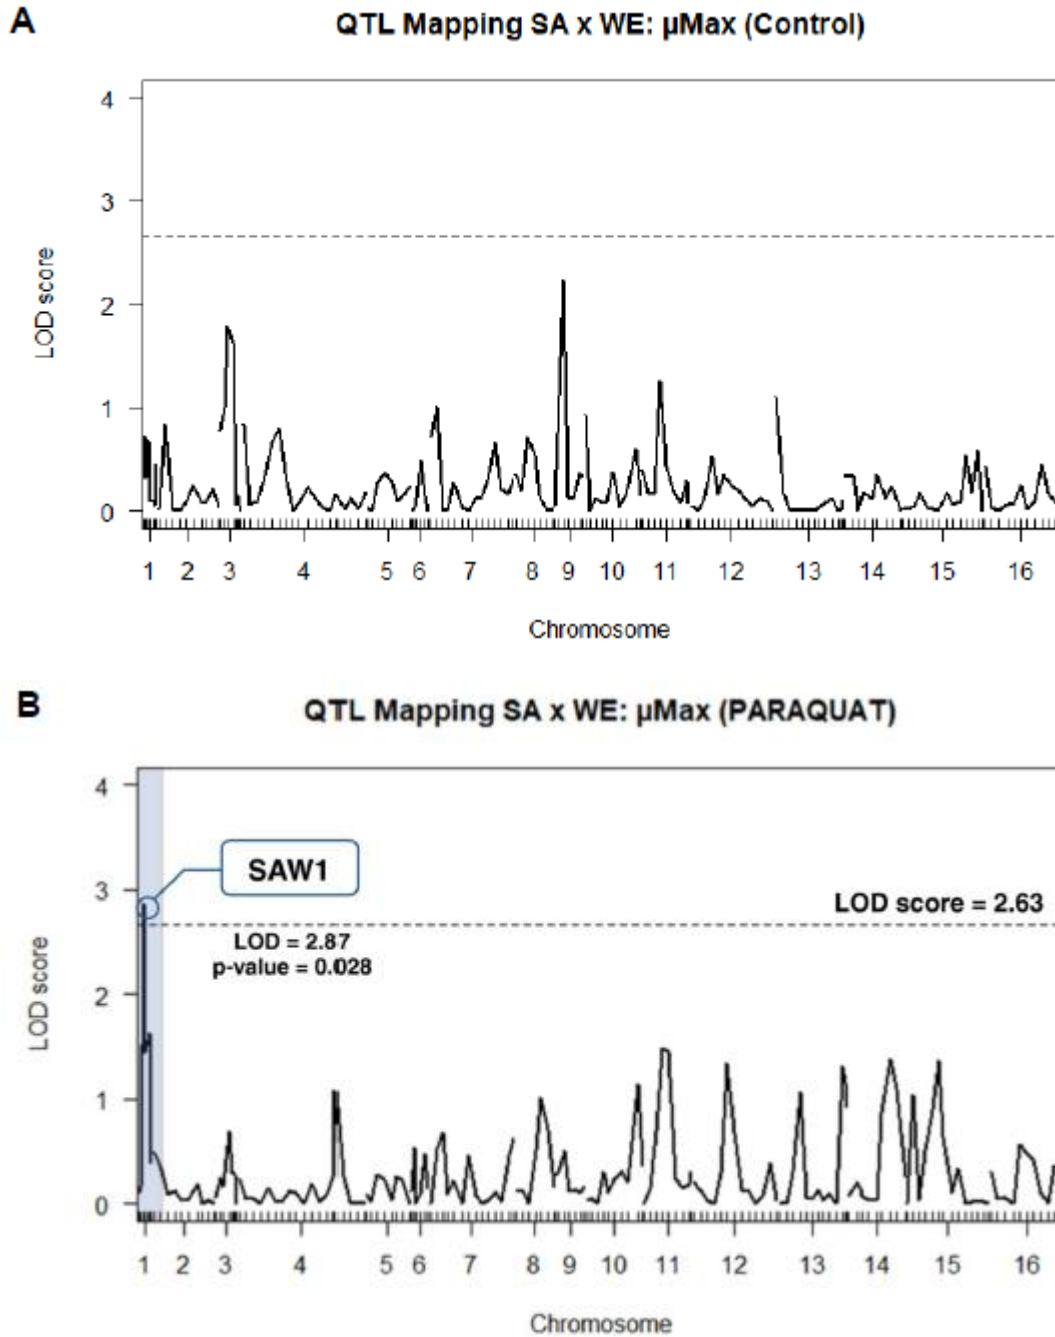 A
QTL Mapping SA x WE: µMax (Control)
4
3
2
1
0
LOD score
1 2 3 4 5 6 7 8 9 10 11 12 13 14 15 16
Chromosome
B
QTL Mapping SA x WE: µMax (PARAQUAT)
4
3
2
1
0
LOD score
SAW1
LOD score = 2.63
LOD = 2.87
p-value = 0.028
1 2 3 4 5 6 7 8 9 10 11 12 13 14 15 16
Chromosome